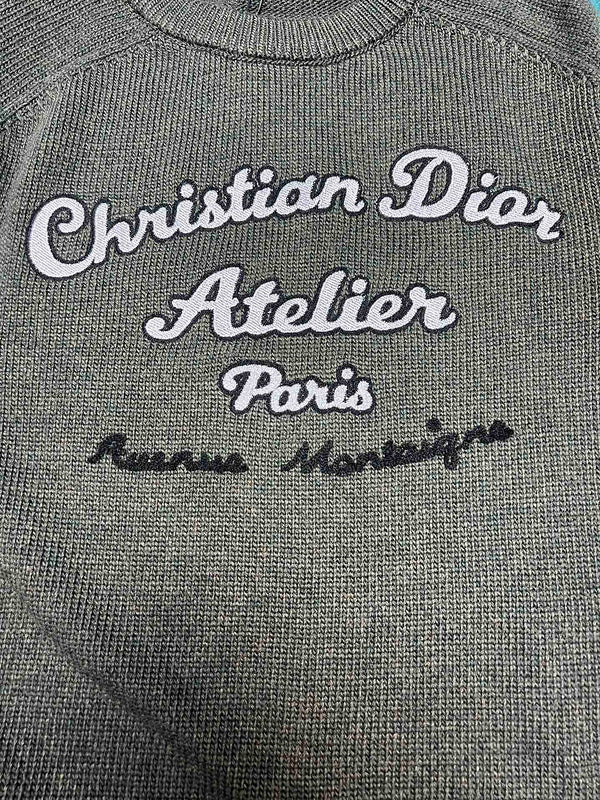 Christian Dior
Atelier
Paris
Avenue Montaigne